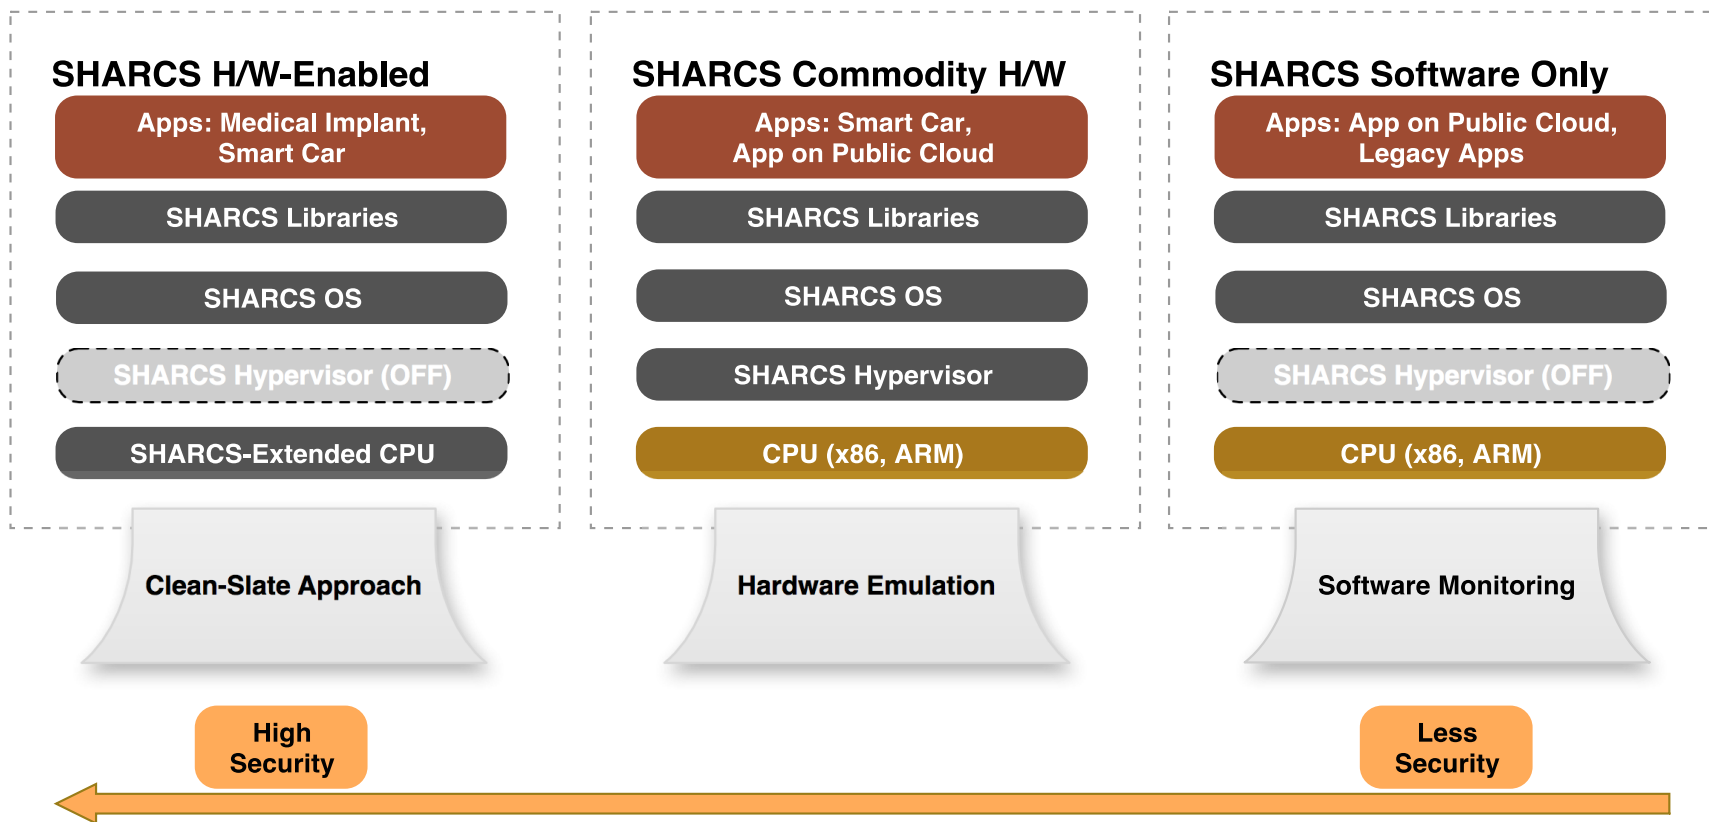 SHARCS H/W-Enabled
Apps: Medical Implant,
Smart Car
SHARCS Libraries
SHARCS OS
SHARCS Hypervisor (OFF)
SHARCS-Extended CPU
Clean-Slate Approach
SHARCS Commodity H/W
Apps: Smart Car,
App on Public Cloud
SHARCS Libraries
SHARCS OS
SHARCS Hypervisor
CPU (x86, ARM)
Hardware Emulation
SHARCS Software Only
Apps: App on Public Cloud,
Legacy Apps
SHARCS Libraries
SHARCS OS
SHARCS Hypervisor (OFF)
CPU (x86, ARM)
Software Monitoring
High
Security
Less
Security